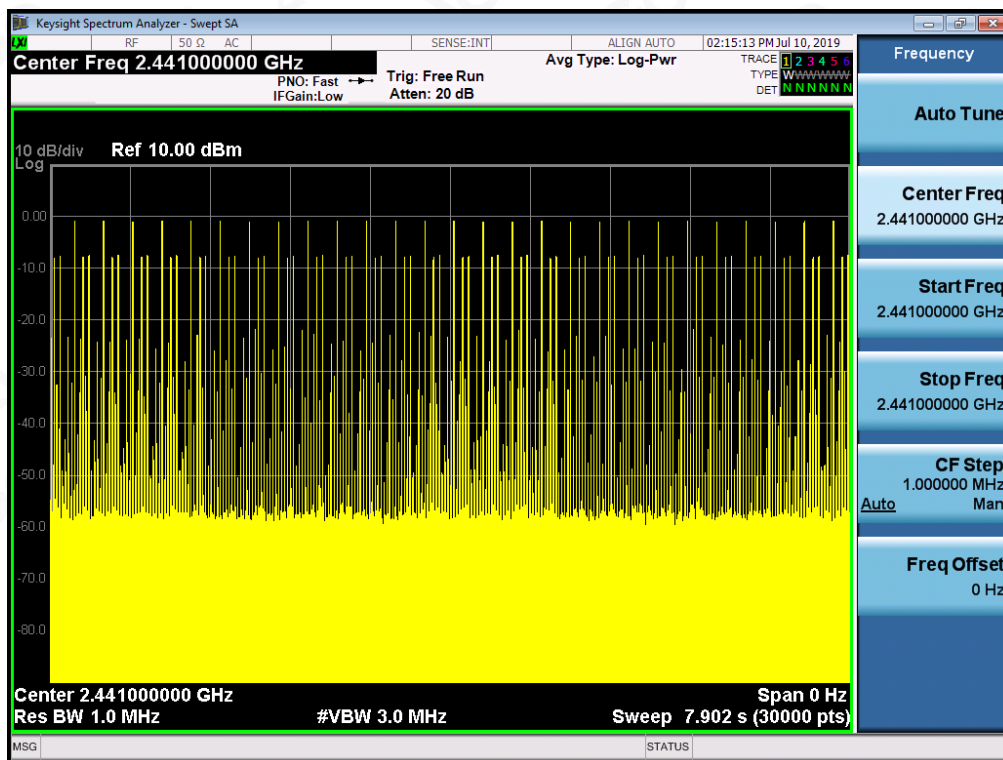 Keysight Spectrum Analyzer - Swept SA
LXI RF 50 Ω AC SENSE:INT ALIGN AUTO 02:15:13 PM Jul 10, 2019
Center Freq 2.441000000 GHz
PNO: Fast
IFGain:Low
Trig: Free Run
Atten: 20 dB
Avg Type: Log-Pwr
TRACE 1 2 3 4 5 6
TYPE WWWWWW
DET N N N N N N
10 dB/div Ref 10.00 dBm
Log
0.00
-10.0
-20.0
-30.0
-40.0
-50.0
-60.0
-70.0
-80.0
Center 2.441000000 GHz Span 0 Hz
Res BW 1.0 MHz #VBW 3.0 MHz Sweep 7.902 s (30000 pts)
MSG STATUS
Frequency
Auto Tune
Center Freq
2.441000000 GHz
Start Freq
2.441000000 GHz
Stop Freq
2.441000000 GHz
CF Step
1.000000 MHz
Auto Man
Freq Offset
0 Hz